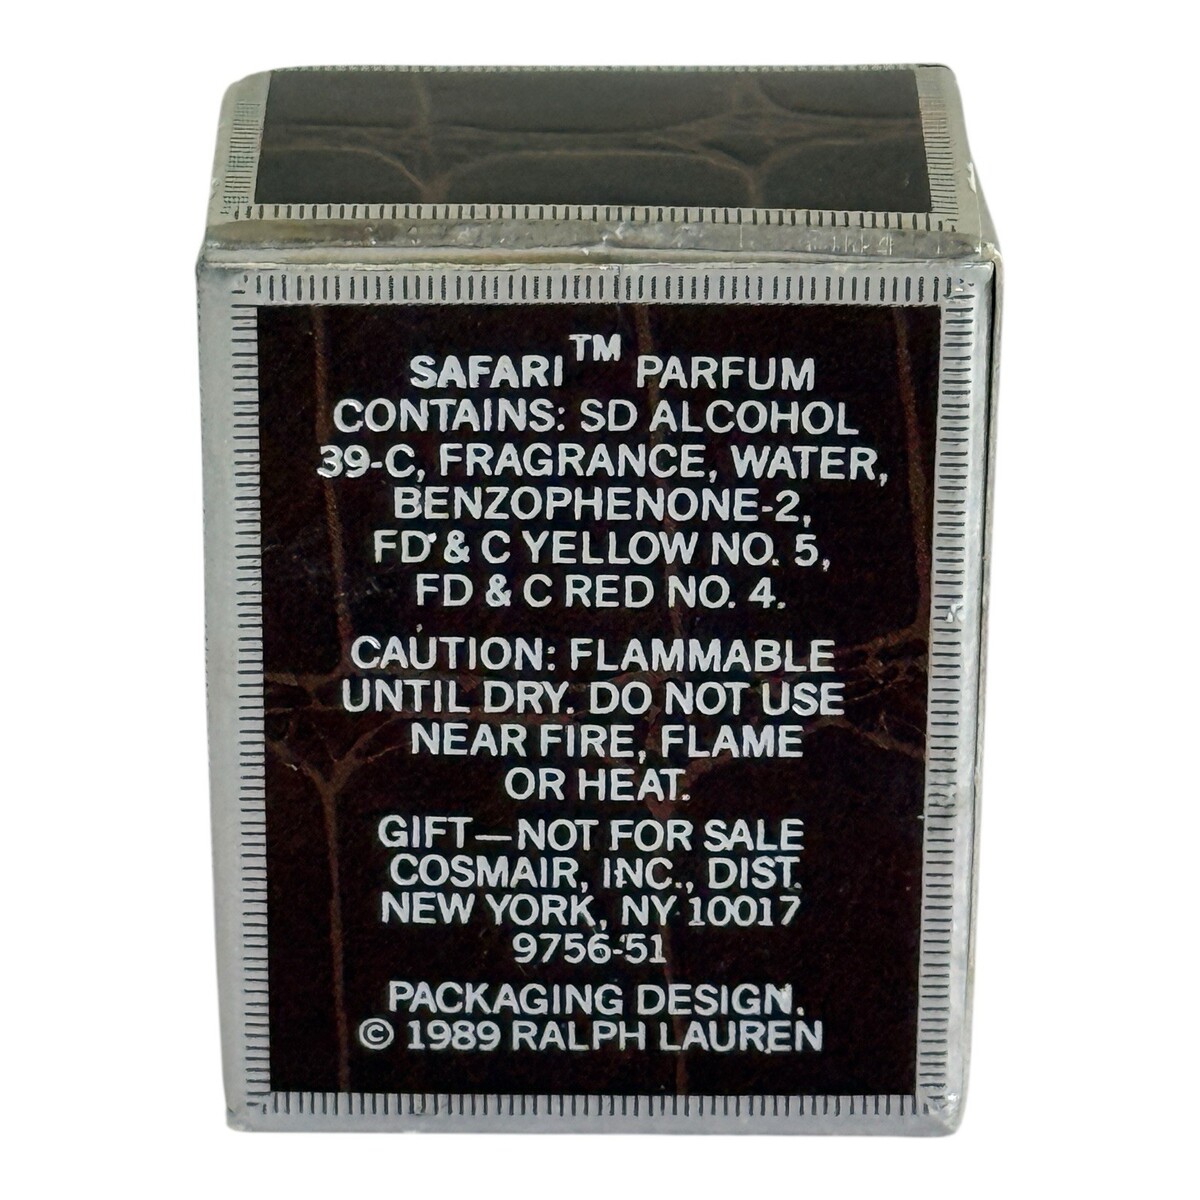 SAFARI™ PARFUM
CONTAINS: SD ALCOHOL
39-C, FRAGRANCE, WATER,
BENZOPHENONE-2,
FD & C YELLOW NO. 5,
FD & C RED NO. 4.
CAUTION: FLAMMABLE
UNTIL DRY. DO NOT USE
NEAR FIRE, FLAME
OR HEAT.
GIFT—NOT FOR SALE
COSMAIR, INC., DIST.
NEW YORK, NY 10017
9756-51
PACKAGING DESIGN.
© 1989 RALPH LAUREN